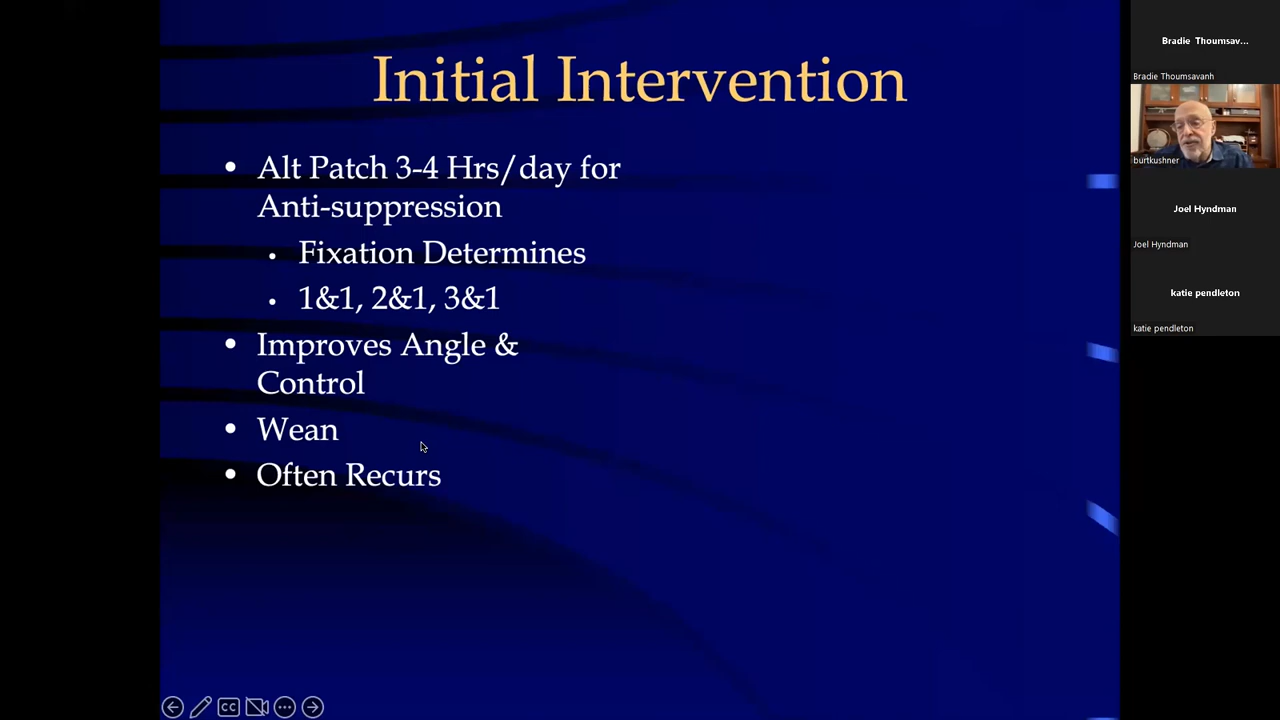 Initial Intervention
• Alt Patch 3-4 Hrs/day for
Anti-suppression
• Fixation Determines
• 1&1, 2&1, 3&1
• Improves Angle &
Control
• Wean
• Often Recurs
CC
Bradie Thoumsav...
Bradie Thoumsavanh
burtkushner
Joel Hyndman
Joel Hyndman
katie pendleton
katie pendleton